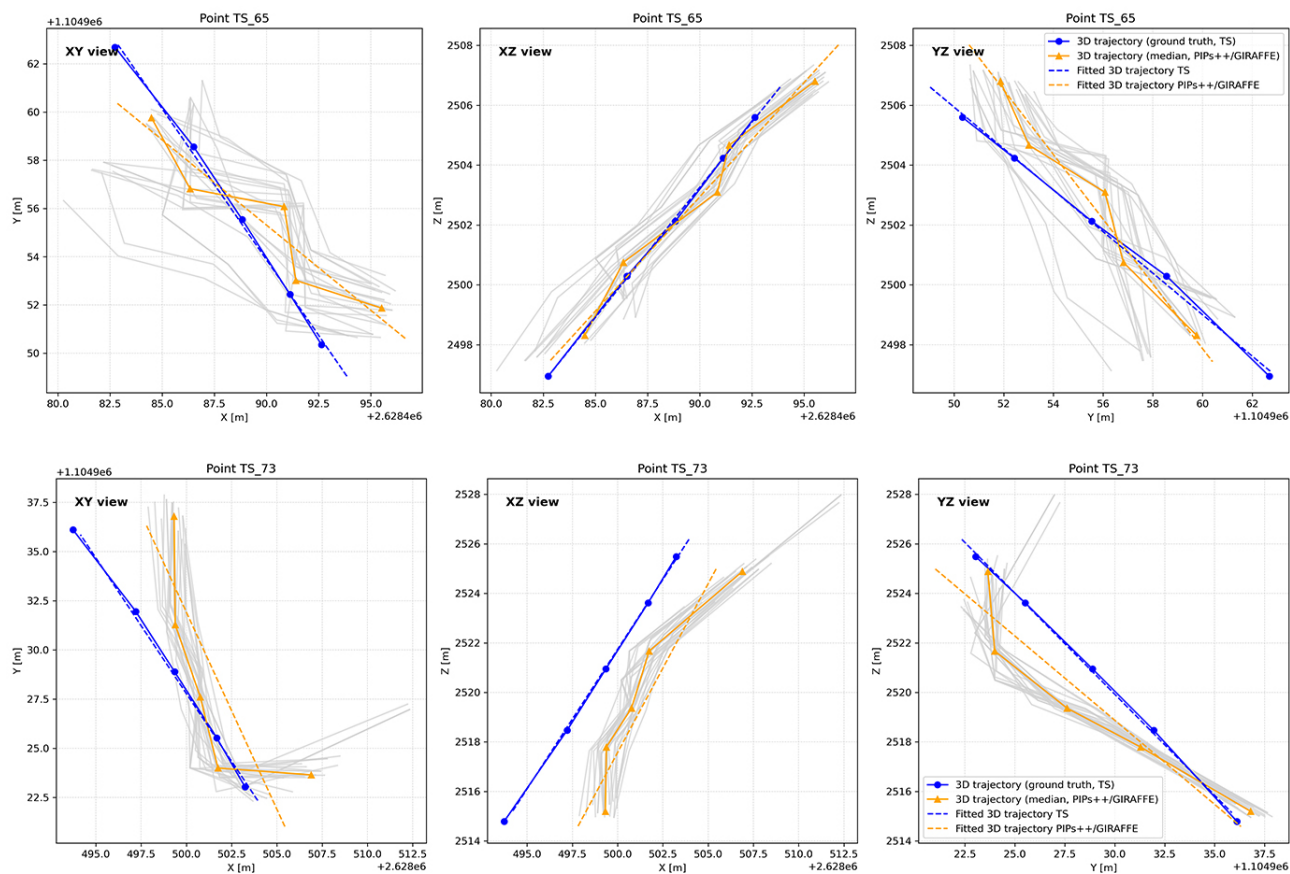 Point TS_65
Point TS_65
Point TS_65
+1.1049e6
XY view
XZ view
YZ view
3D trajectory (ground truth, TS)
3D trajectory (median, PIPs++/GIRAFFE)
Fitted 3D trajectory TS
Fitted 3D trajectory PIPs++/GIRAFFE
62
60
58
56
54
52
50
Y [m]
80.0 82.5 85.0 87.5 90.0 92.5 95.0
X [m]
+2.6284e6
2508
2506
2504
2502
2500
2498
Z [m]
80.0 82.5 85.0 87.5 90.0 92.5 95.0 97.5
X [m]
+2.6284e6
2508
2506
2504
2502
2500
2498
Z [m]
50 52 54 56 58 60 62
Y [m]
+1.1049e6
Point TS_73
Point TS_73
Point TS_73
+1.1049e6
XY view
XZ view
YZ view
37.5
35.0
32.5
30.0
27.5
25.0
22.5
Y [m]
495.0 497.5 500.0 502.5 505.0 507.5 510.0 512.5
X [m]
+2.628e6
2528
2526
2524
2522
2520
2518
2516
2514
Z [m]
495.0 497.5 500.0 502.5 505.0 507.5 510.0 512.5
X [m]
+2.628e6
2528
2526
2524
2522
2520
2518
2516
2514
Z [m]
3D trajectory (ground truth, TS)
3D trajectory (median, PIPs++/GIRAFFE)
Fitted 3D trajectory TS
Fitted 3D trajectory PIPs++/GIRAFFE
22.5 25.0 27.5 30.0 32.5 35.0 37.5
Y [m]
+1.1049e6